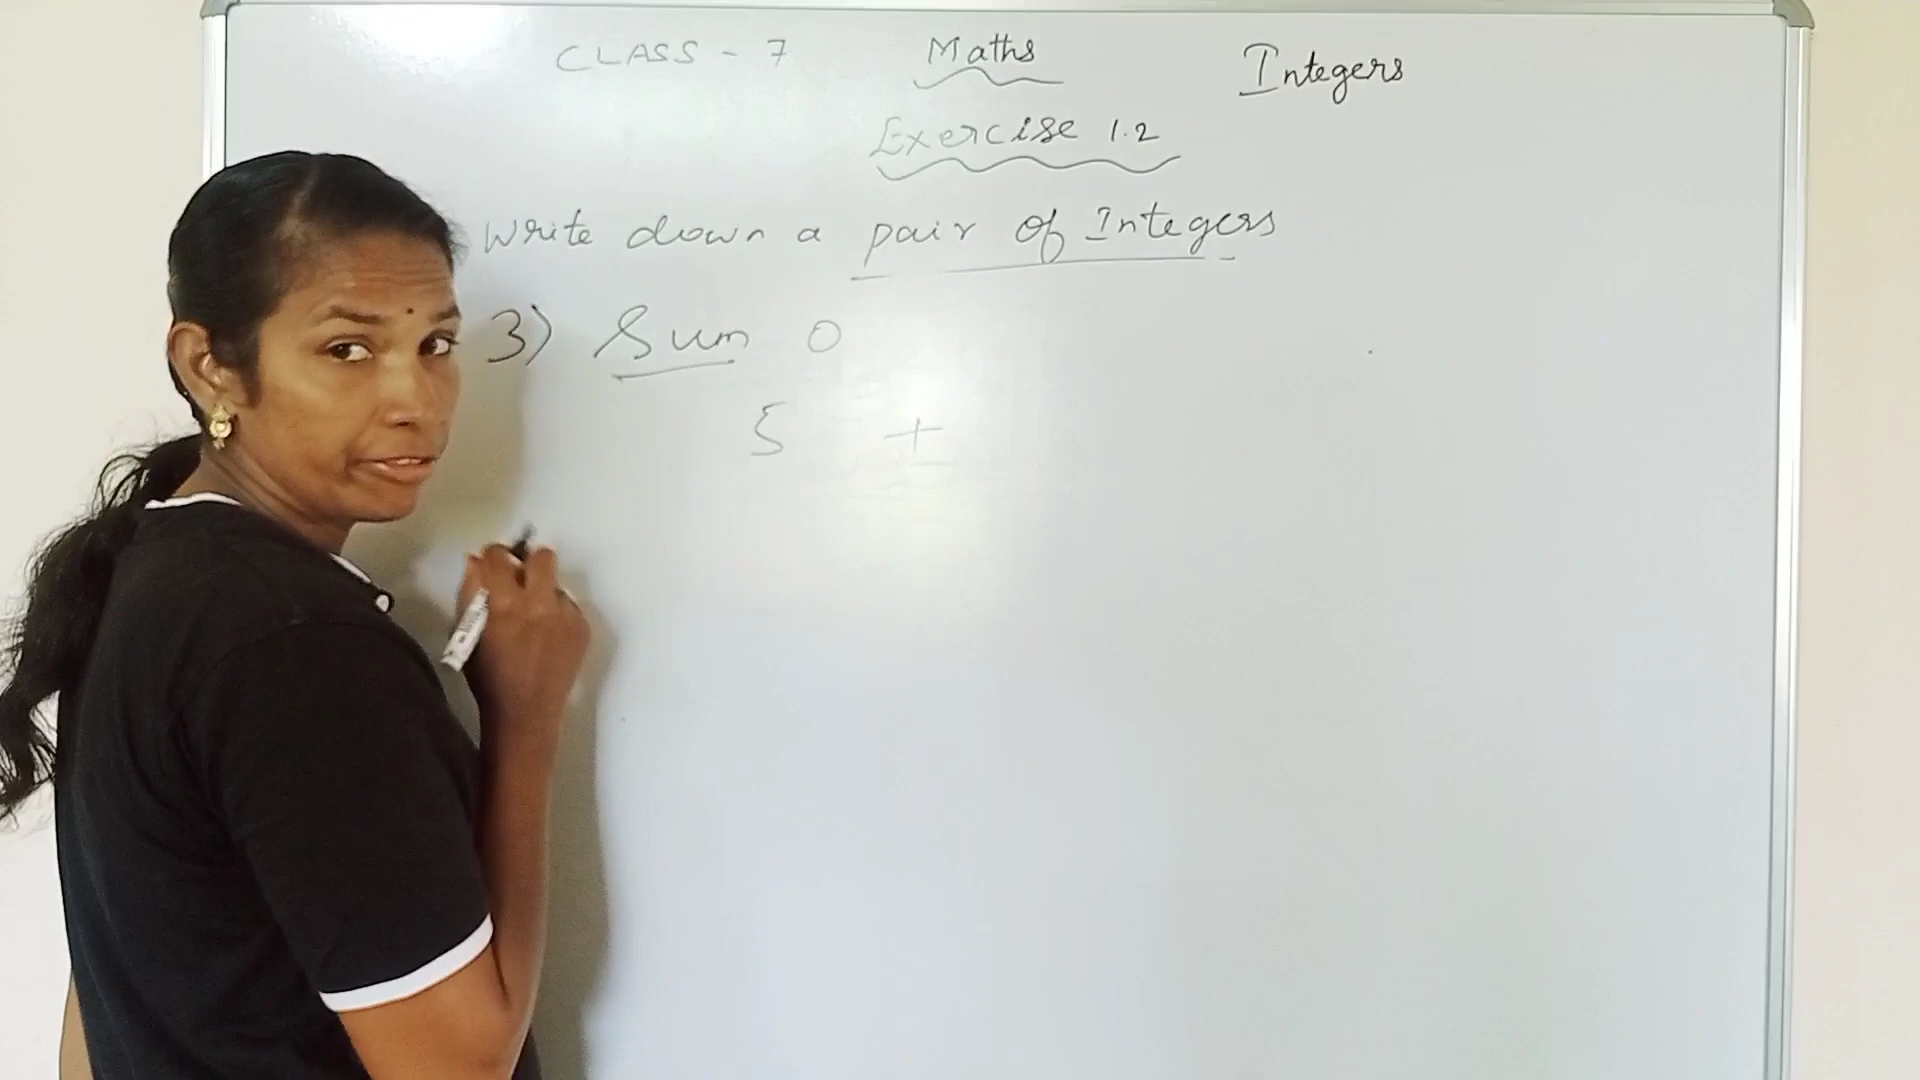 CLASS - 7 Maths Integers
Exercise 1.2
Write down a pair of Integers
3) Sum 0
5 +